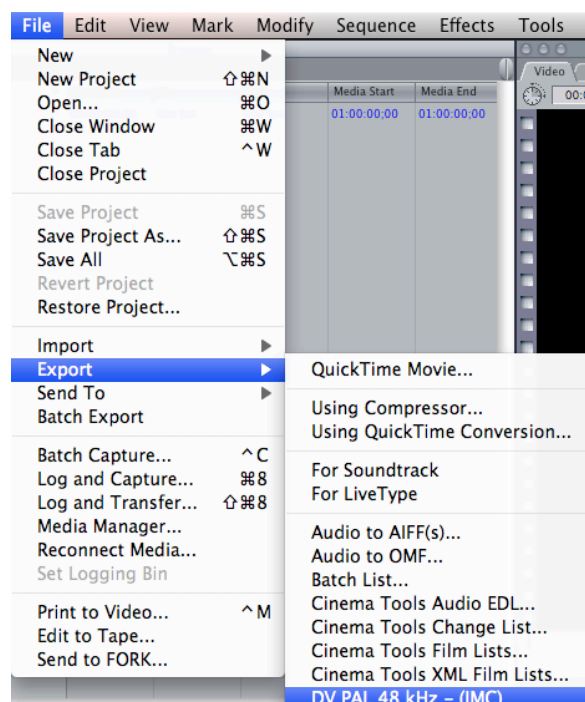 File Edit View Mark Modify Sequence Effects Tools
New
New Project ⇧⌘N
Open... ⌘O
Close Window ⌘W
Close Tab ^W
Close Project
Save Project ⌘S
Save Project As... ⇧⌘S
Save All ⌥⌘S
Revert Project
Restore Project...
Import
Export
Send To
Batch Export
Batch Capture... ^C
Log and Capture... ⌘8
Log and Transfer... ⇧⌘8
Media Manager...
Reconnect Media...
Set Logging Bin
Print to Video... ^M
Edit to Tape...
Send to FORK...
Media Start Media End
01:00:00;00 01:00:00;00
Video
00:
QuickTime Movie...
Using Compressor...
Using QuickTime Conversion...
For Soundtrack
For LiveType
Audio to AIFF(s)...
Audio to OMF...
Batch List...
Cinema Tools Audio EDL...
Cinema Tools Change List...
Cinema Tools Film Lists...
Cinema Tools XML Film Lists...
DV PAL 48 kHz - (IMC)